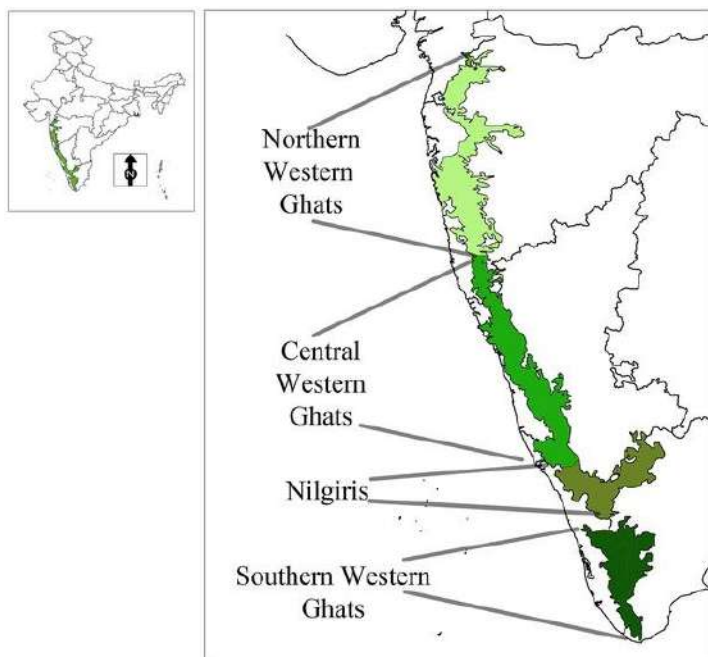 Northern
Western
Ghats
Central
Western
Ghats
Nilgiris
Southern Western
Ghats
N